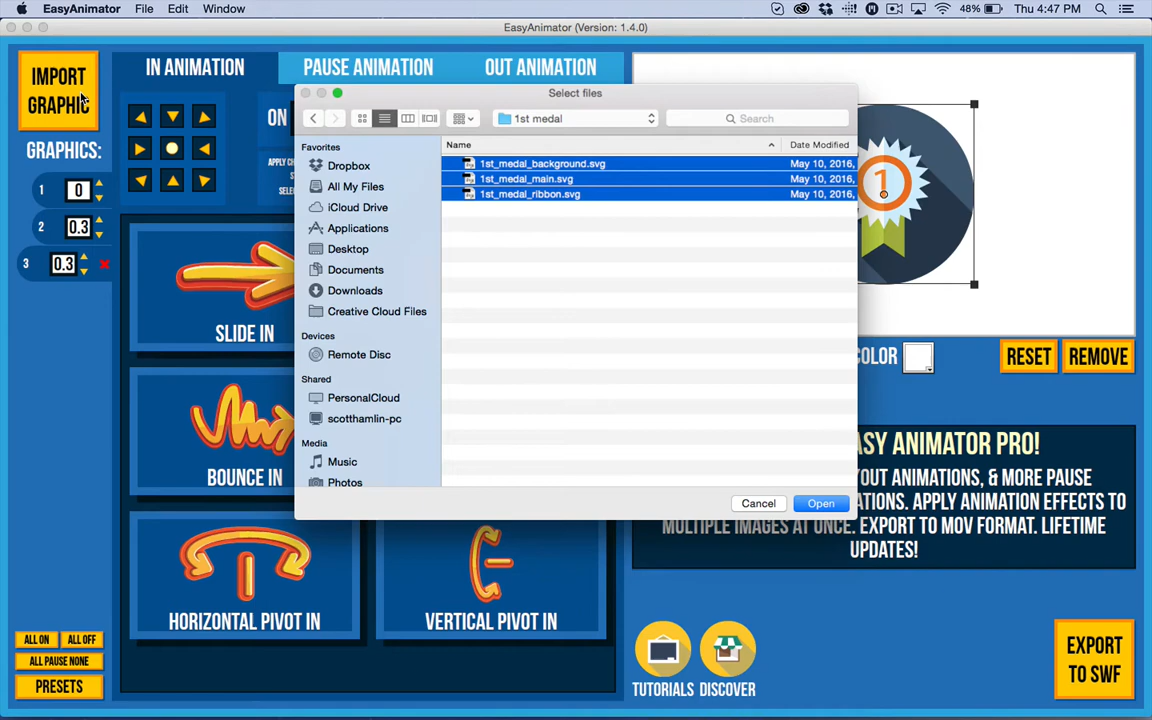 EasyAnimator File Edit Window 48% Thu 4:47 PM
EasyAnimator (Version: 1.4.0)
IMPORT
GRAPHIC
IN ANIMATION PAUSE ANIMATION OUT ANIMATION
GRAPHICS:
1 0
2 0.3
3 0.3
ON
APPLY
Select files
1st medal
Search
Favorites
Dropbox
All My Files
iCloud Drive
Applications
Desktop
Documents
Downloads
Creative Cloud Files
Devices
Remote Disc
Shared
PersonalCloud
scotthamlin-pc
Media
Music
Photos
Name Date Modified
1st_medal_background.svg May 10, 2016,
1st_medal_main.svg May 10, 2016,
1st_medal_ribbon.svg May 10, 2016,
Cancel Open
1
SLIDE IN
BOUNCE IN
HORIZONTAL PIVOT IN
VERTICAL PIVOT IN
COLOR
RESET REMOVE
ASY ANIMATOR PRO!
OUT ANIMATIONS, & MORE PAUSE
ATIONS. APPLY ANIMATION EFFECTS TO
MULTIPLE IMAGES AT ONCE. EXPORT TO MOV FORMAT. LIFETIME
UPDATES!
ALL ON ALL OFF
ALL PAUSE NONE
PRESETS
TUTORIALS DISCOVER
EXPORT
TO SWF